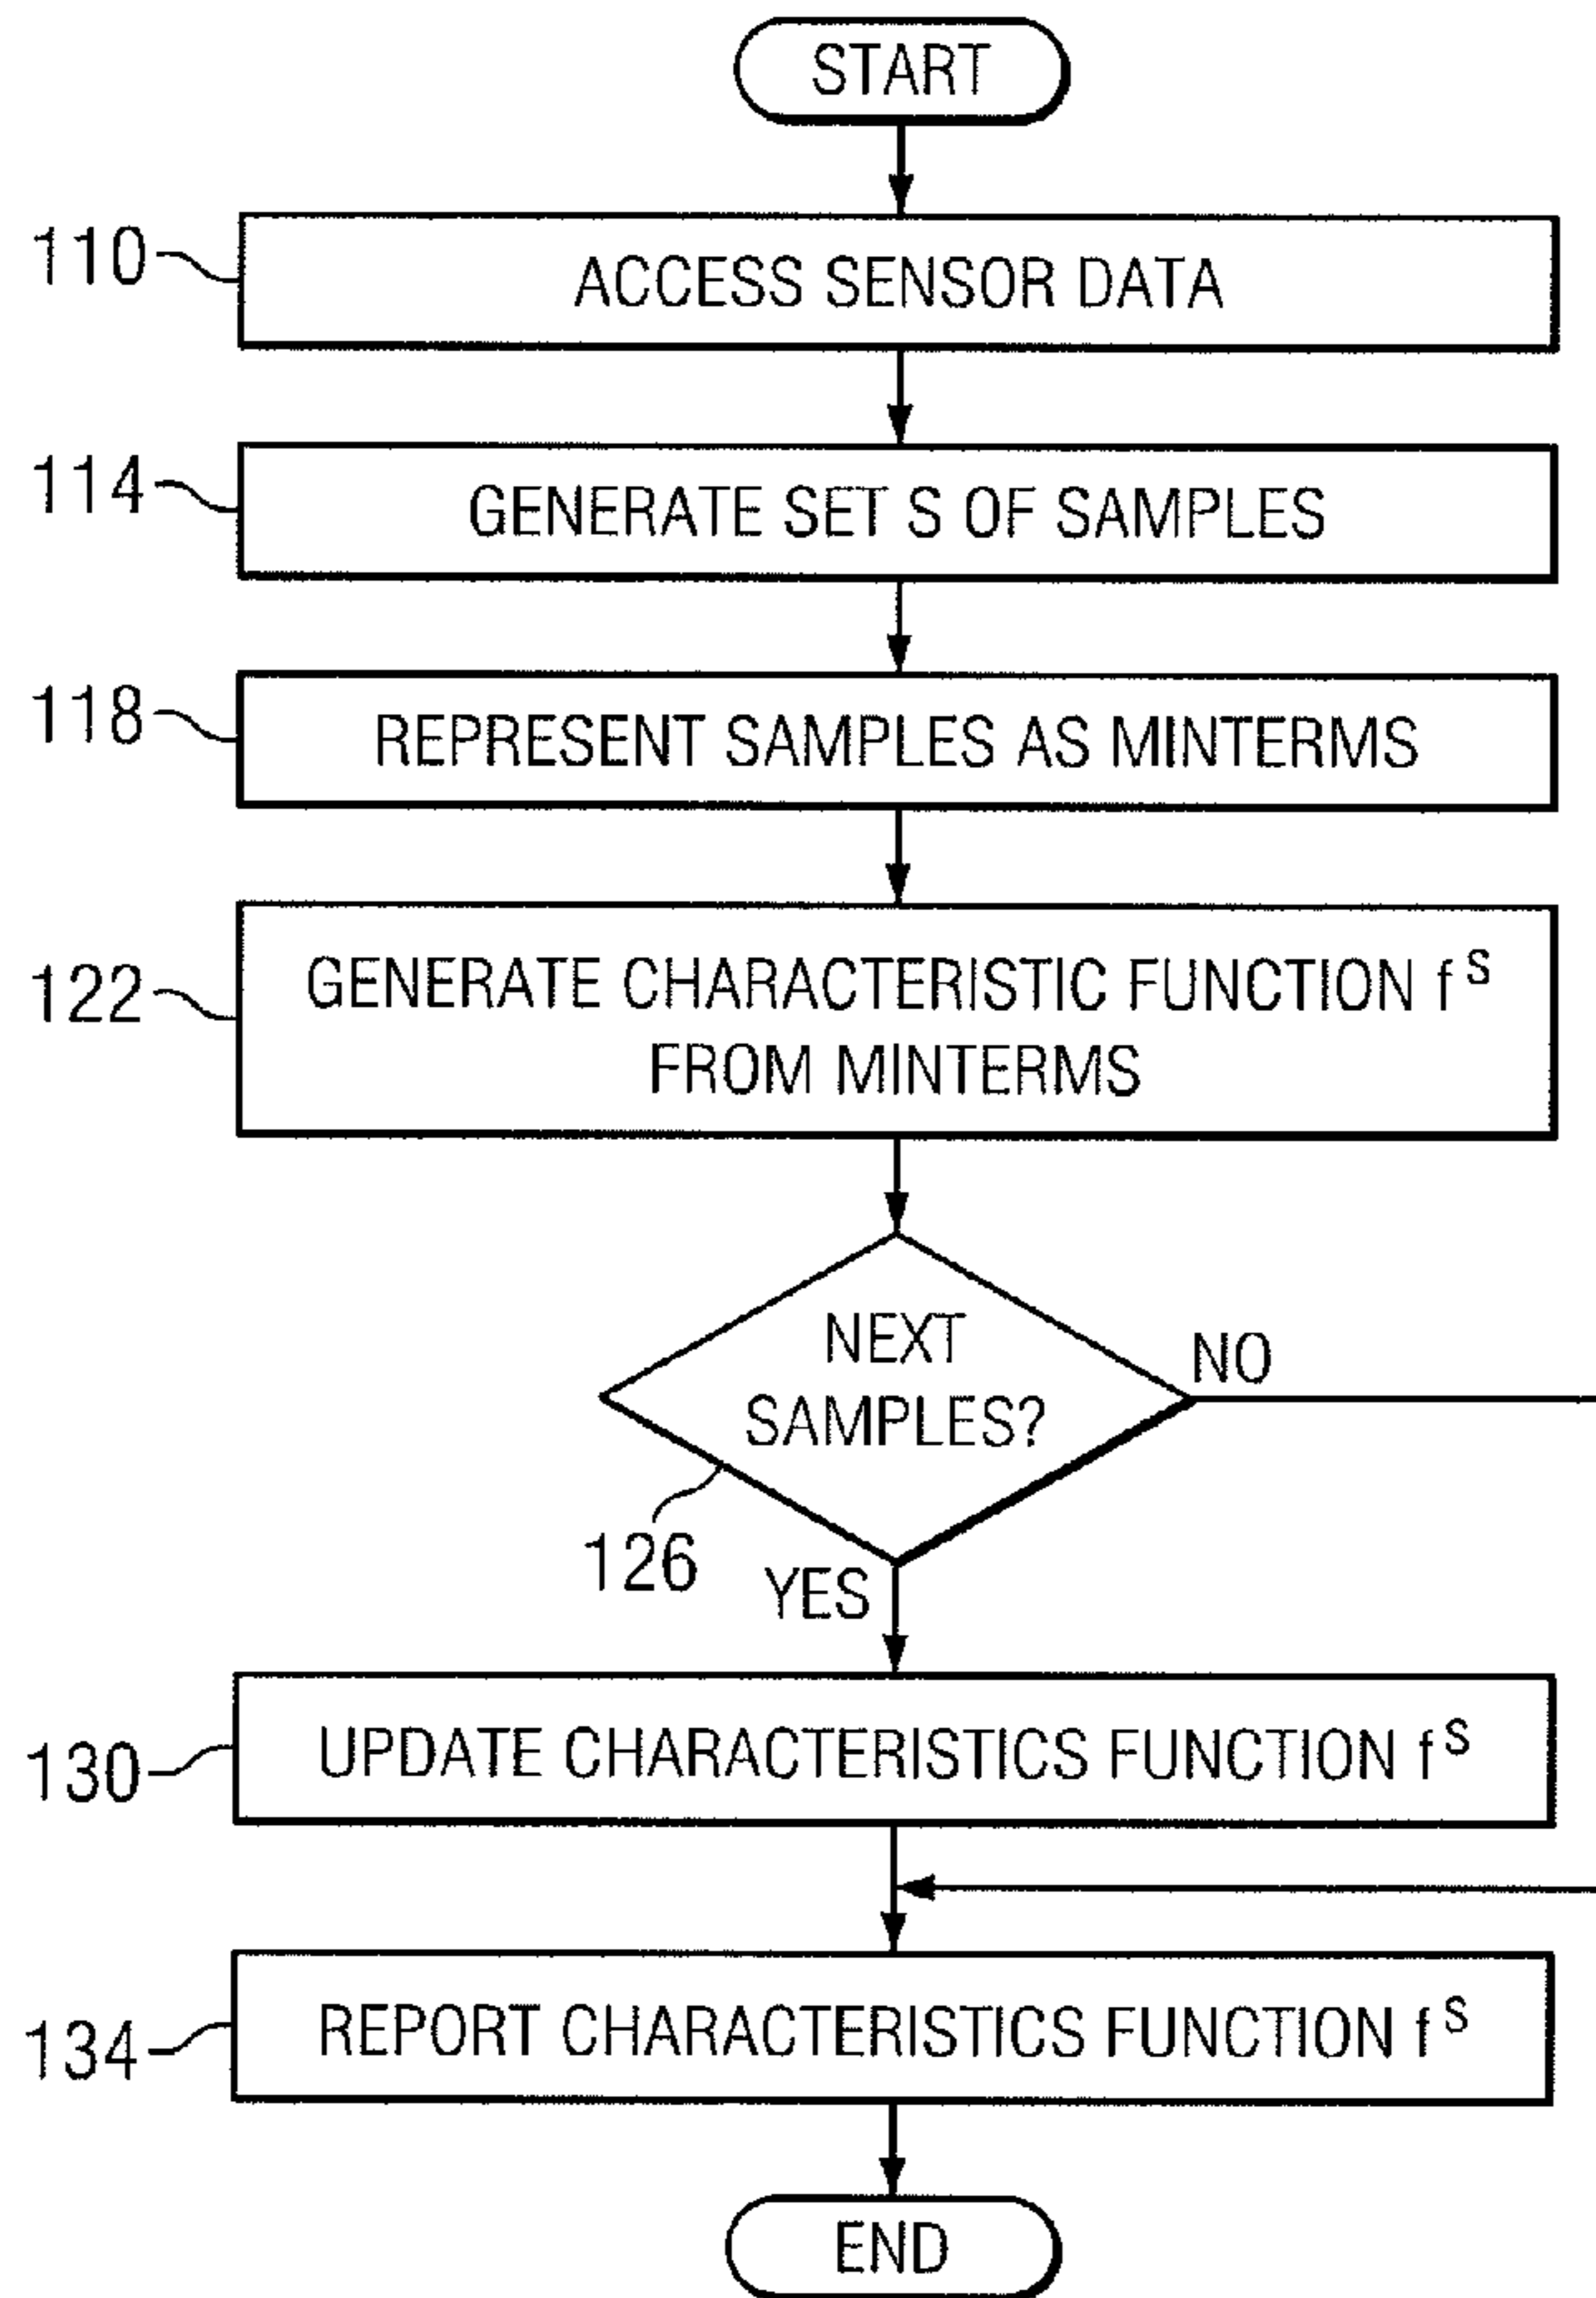 START
110
ACCESS SENSOR DATA
114
GENERATE SET S OF SAMPLES
118
REPRESENT SAMPLES AS MINTERMS
122
GENERATE CHARACTERISTIC FUNCTION f S
FROM MINTERMS
NEXT
SAMPLES?
NO
126
YES
130
UPDATE CHARACTERISTICS FUNCTION f S
134
REPORT CHARACTERISTICS FUNCTION f S
END